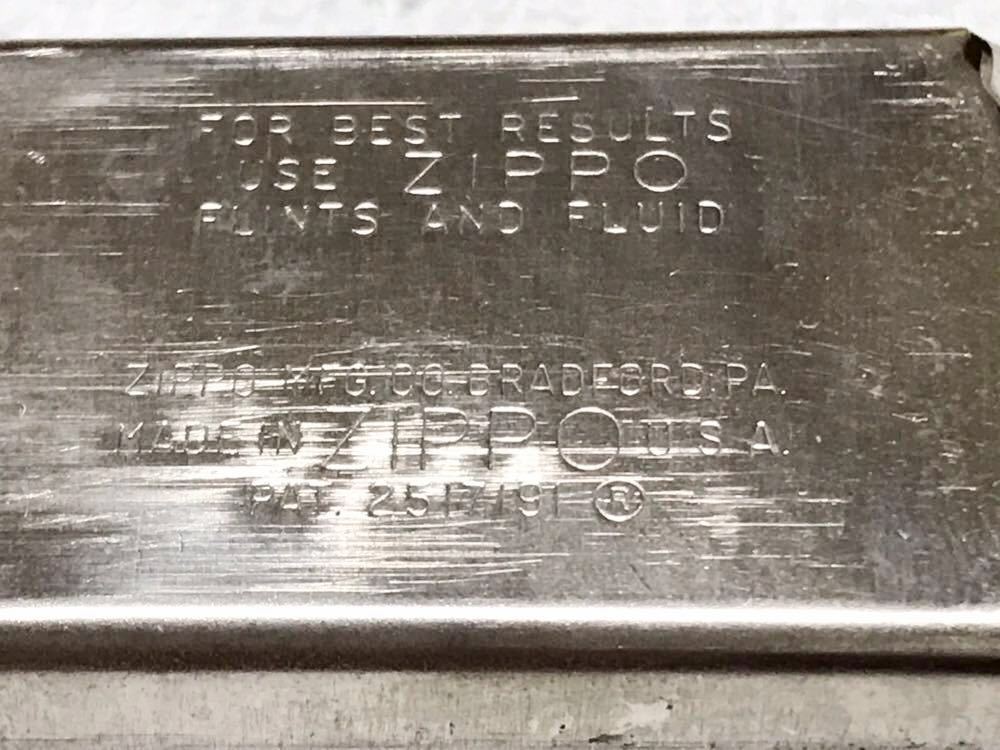 FOR BEST RESULTS
USE ZIPPO
FLINTS AND FLUID
ZIPPO MFG. CO. BRADFORD, PA.
MADE IN ZIPPO U.S.A.
PAT. 2517191 ®